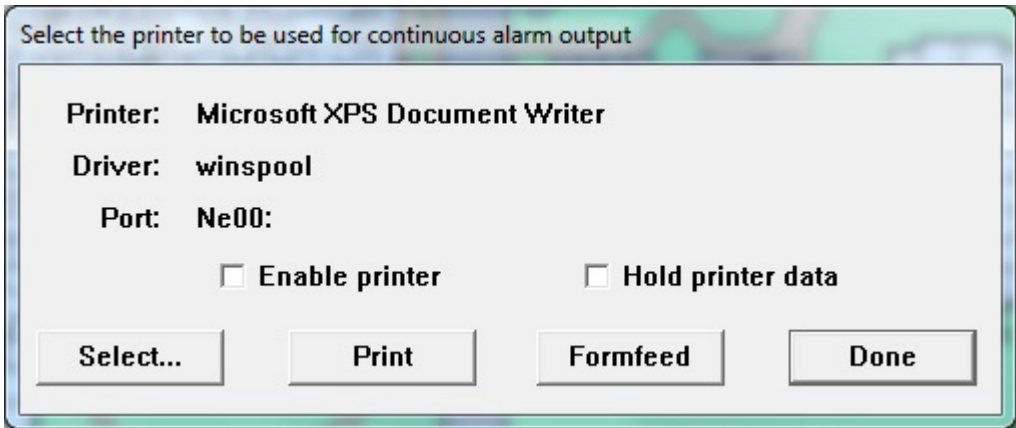 Select the printer to be used for continuous alarm output
Printer: Microsoft XPS Document Writer
Driver: winspool
Port: Ne00:
Enable printer Hold printer data
Select... Print Formfeed Done